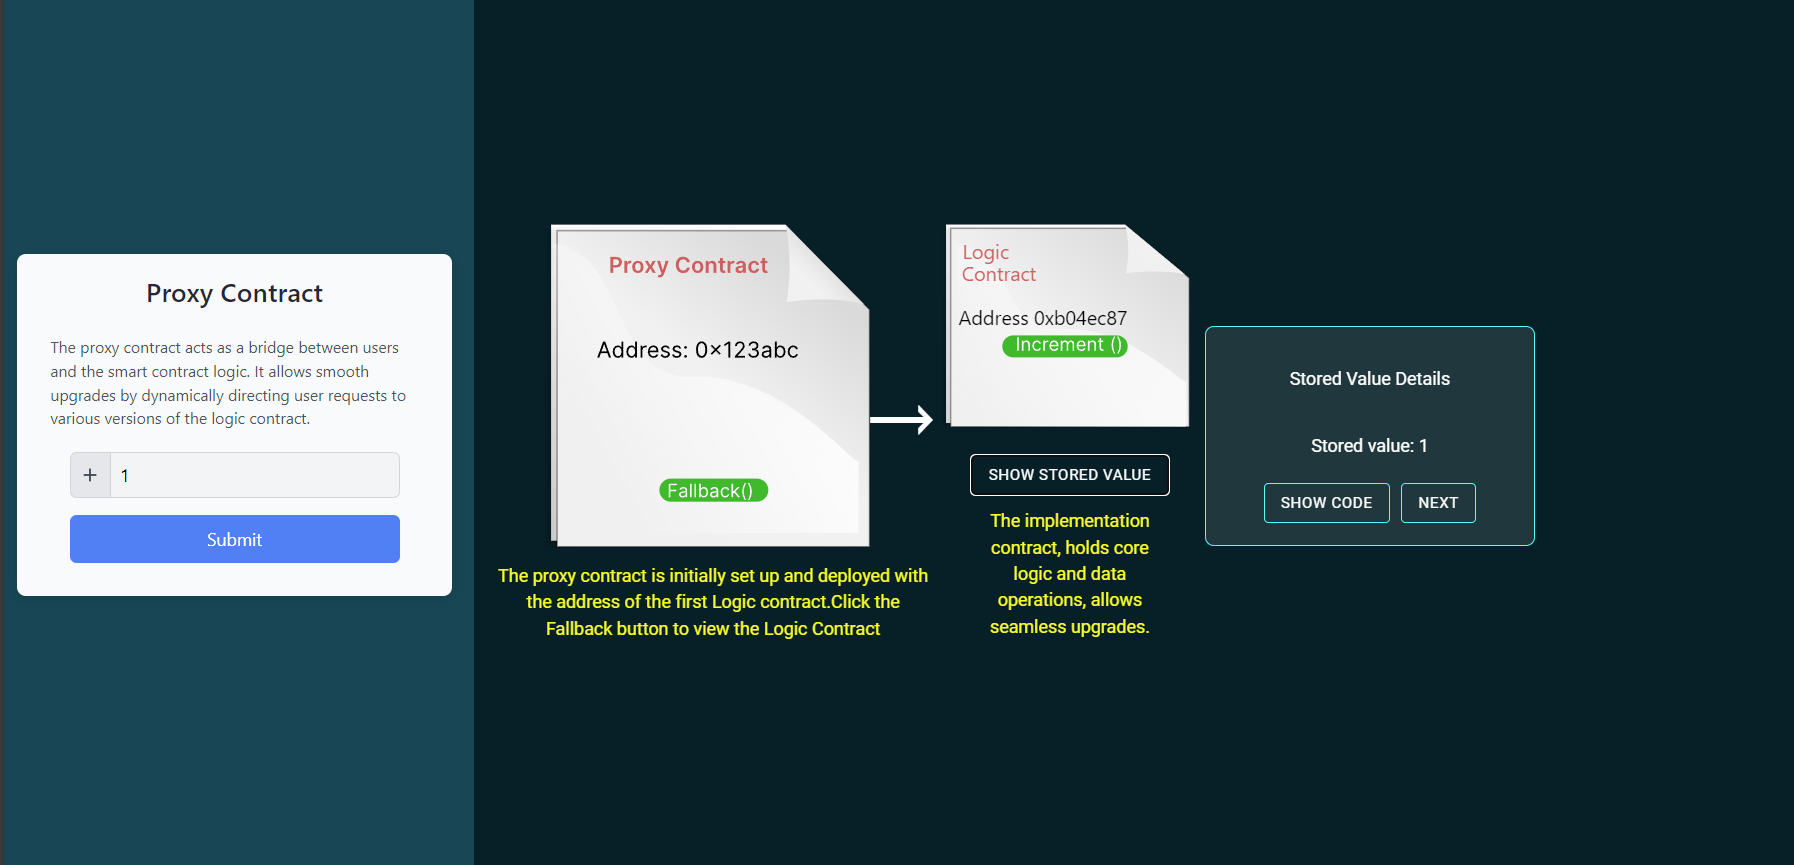 Proxy Contract
The proxy contract acts as a bridge between users
and the smart contract logic. It allows smooth
upgrades by dynamically directing user requests to
various versions of the logic contract.
+ 1
Submit
Proxy Contract
Address: 0×123abc
Fallback()
The proxy contract is initially set up and deployed with
the address of the first Logic contract.Click the
Fallback button to view the Logic Contract
Logic
Contract
Address 0xb04ec87
Increment ()
SHOW STORED VALUE
The implementation
contract, holds core
logic and data
operations, allows
seamless upgrades.
Stored Value Details
Stored value: 1
SHOW CODE
NEXT